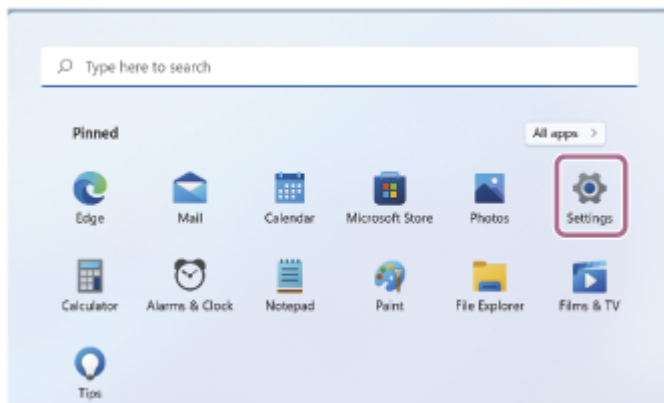 Type here to search
Pinned
All apps >
Edge Mail Calendar Microsoft Store Photos Settings
Calculator Alarms & Clock Notepad Paint File Explorer Films & TV
Tips